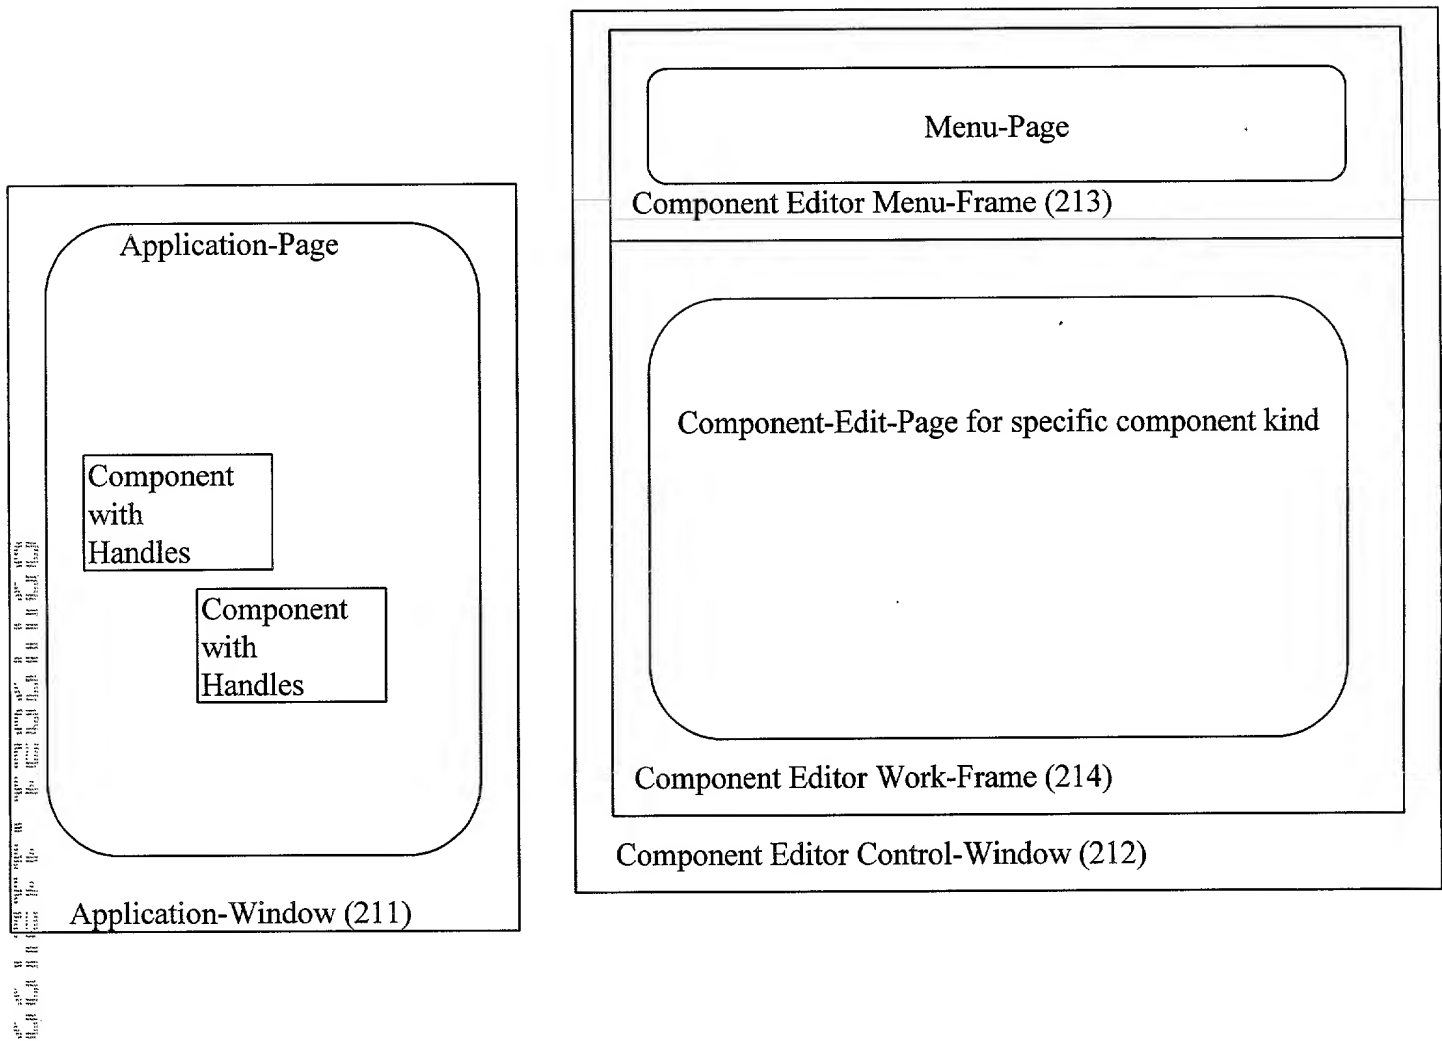 Application-Page
Component
with
Handles
Component
with
Handles
Application-Window (211)
Menu-Page
Component Editor Menu-Frame (213)
Component-Edit-Page for specific component kind
Component Editor Work-Frame (214)
Component Editor Control-Window (212)